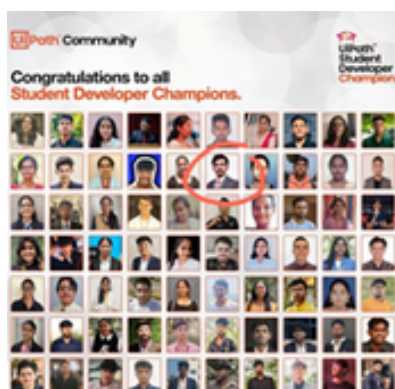 UiPath Community
UiPath
Student
Developer
Champion
Congratulations to all
Student Developer Champions.